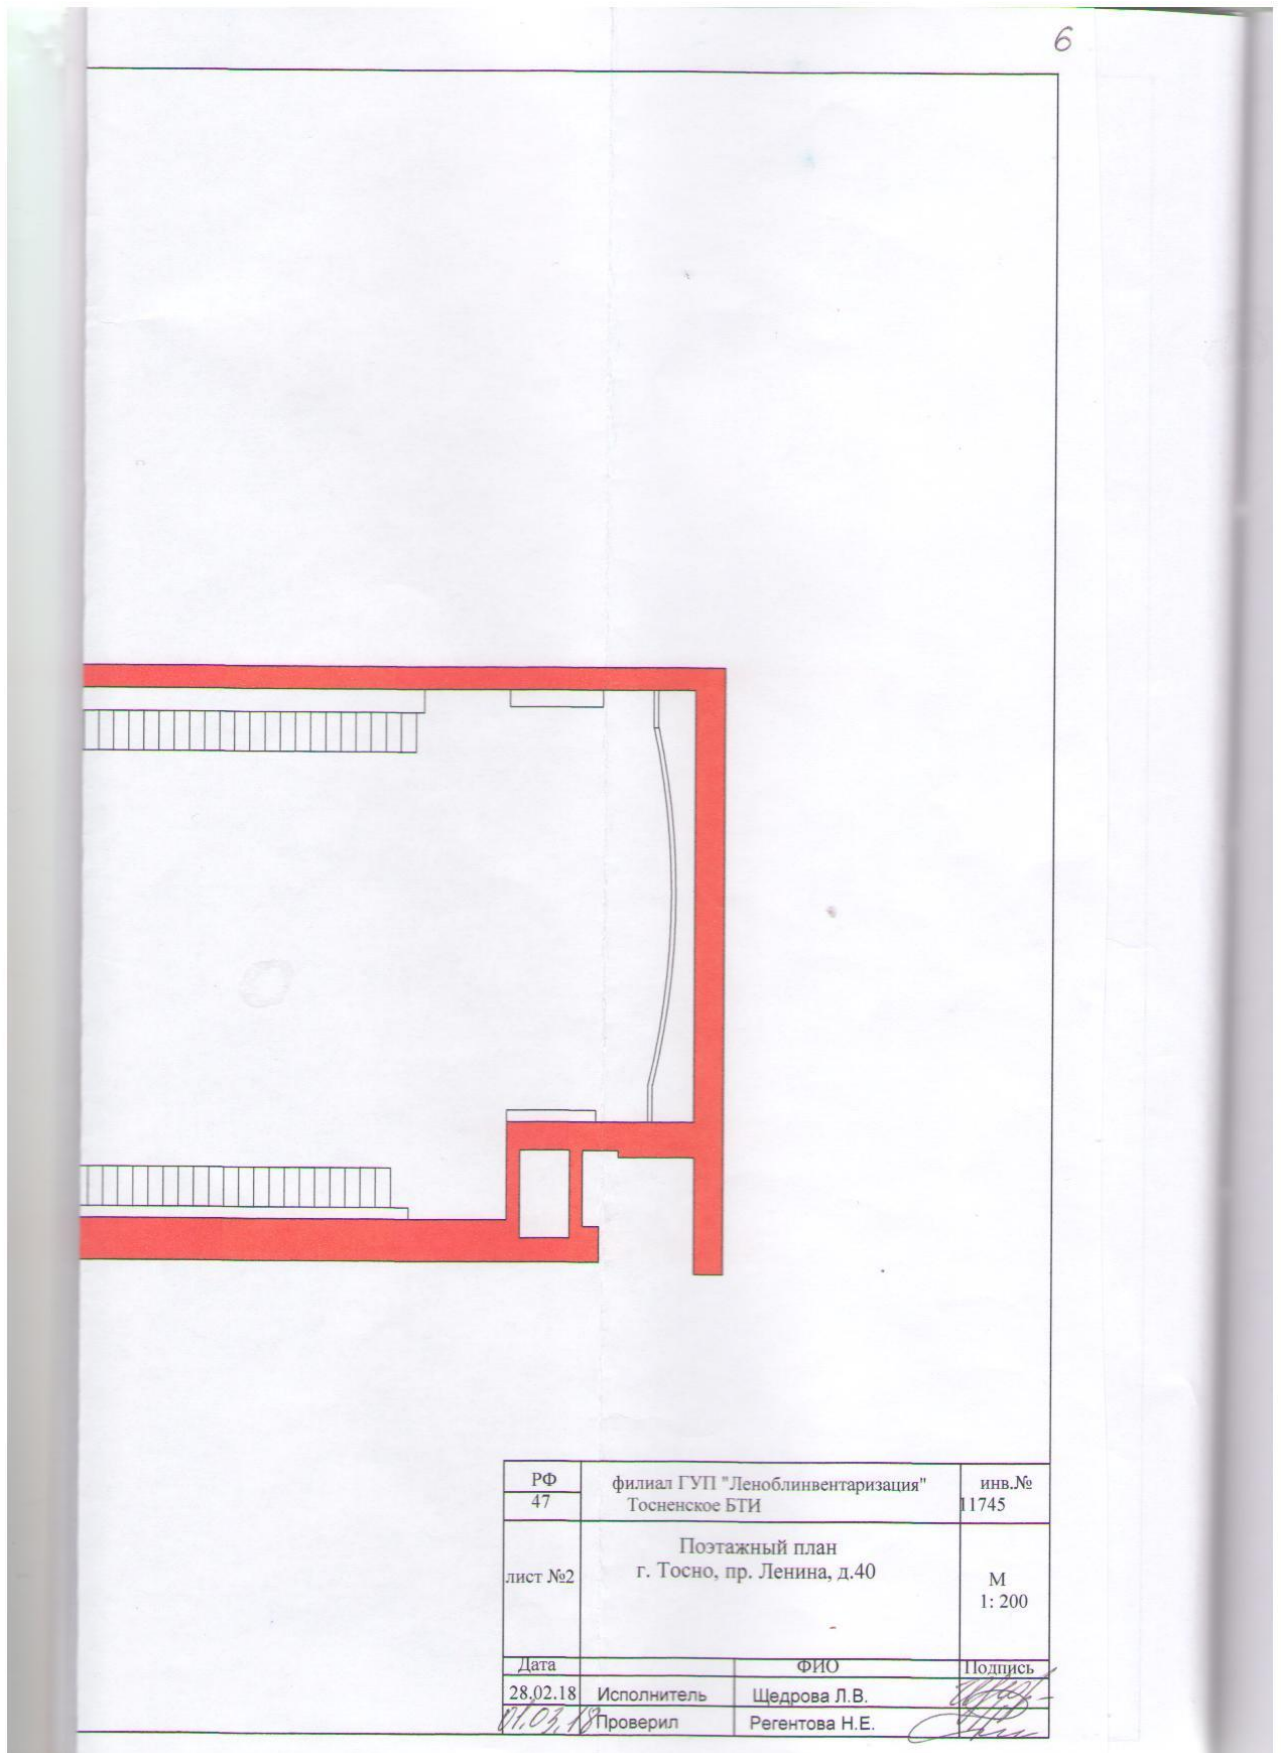 6
РФ
47
филиал ГУП "Леноблинвентаризация"
Тосненское БТИ
инв.№
11745
лист №2
Поэтажный план
г. Тосно, пр. Ленина, д.40
М
1: 200
Дата
ФИО
Подпись
28.02.18 Исполнитель Щедрова Л.В.
01.03.18 Проверил Регентова Н.Е.